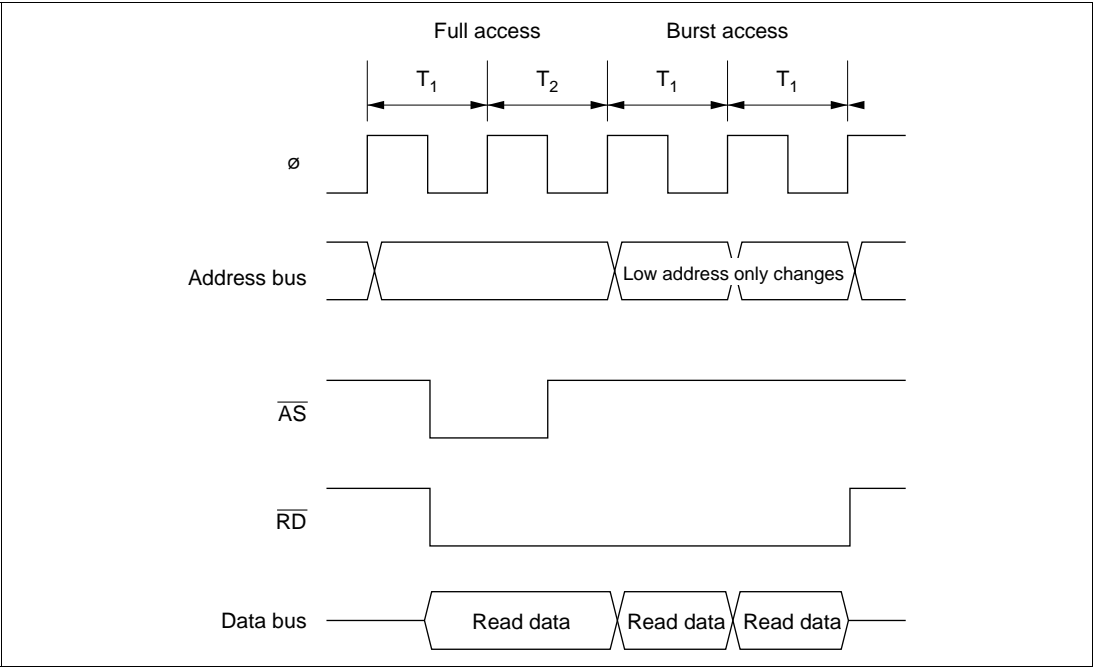 Full access Burst access
T1 T2 T1 T1
ø
Address bus Low address only changes
AS
RD
Data bus Read data Read data Read data